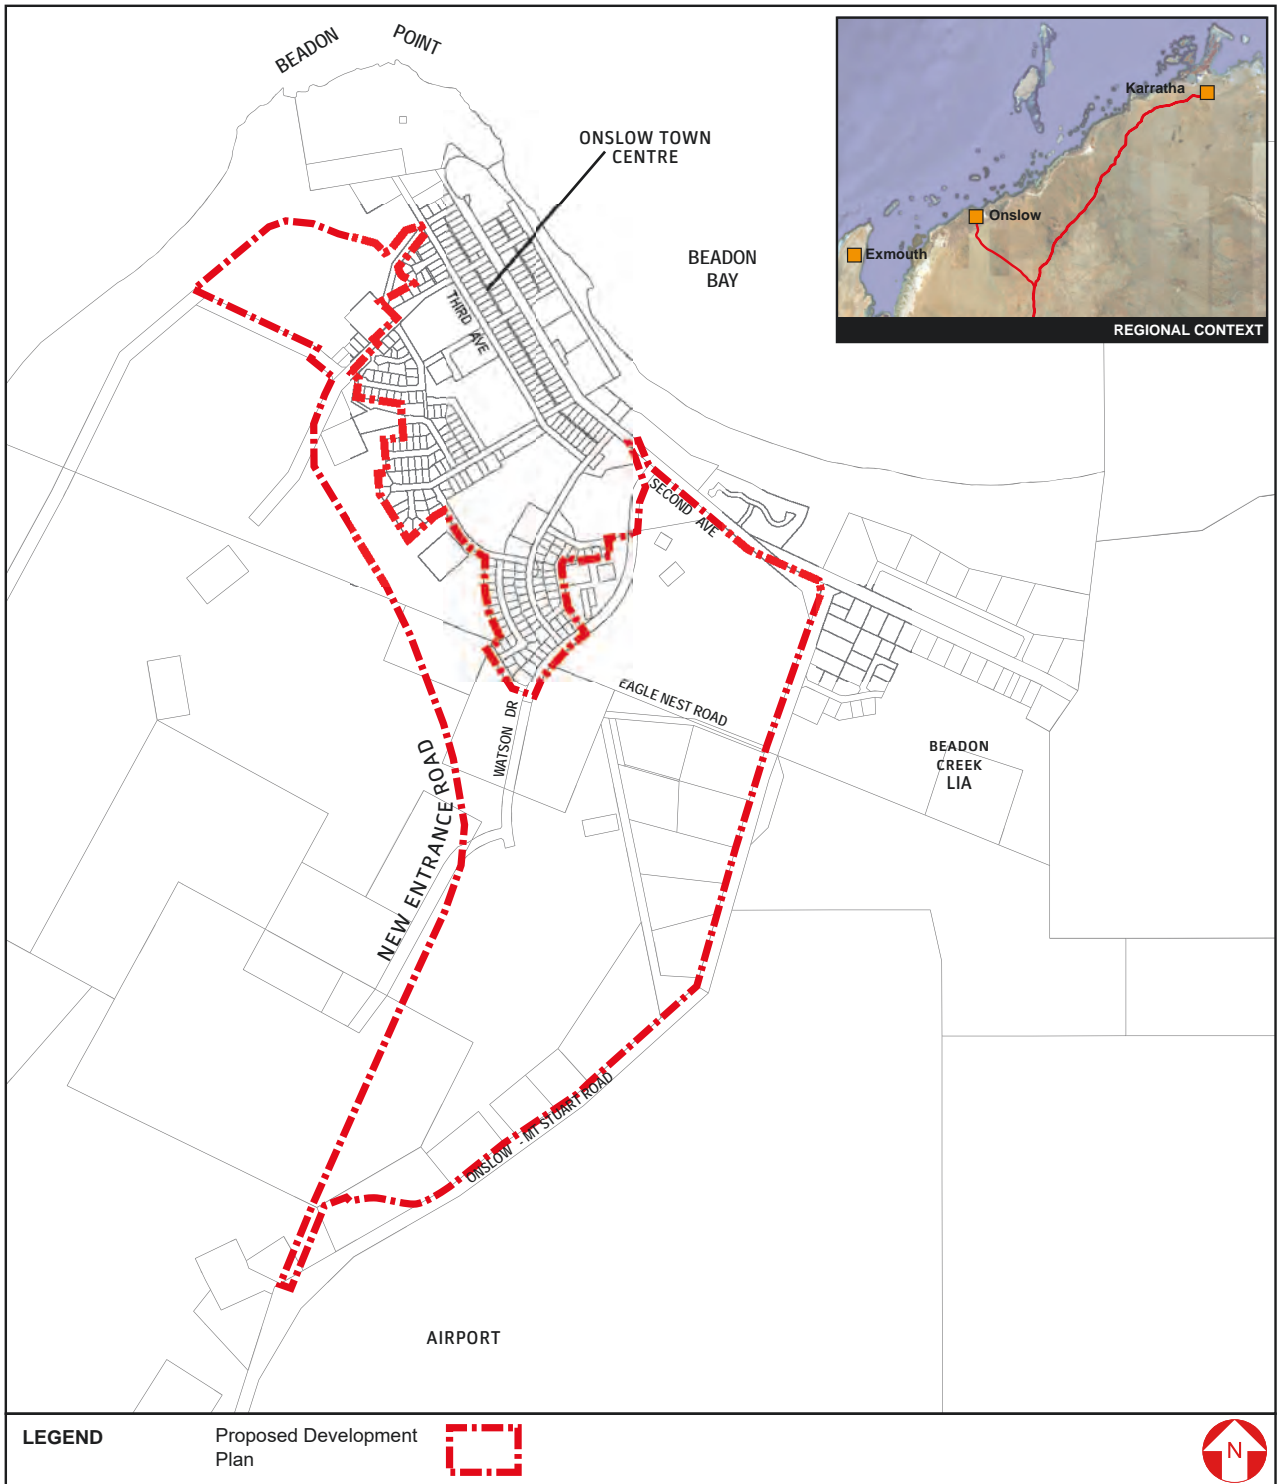 BEADON
POINT
Karratha
Onslow
Exmouth
REGIONAL CONTEXT
ONSLOW TOWN
CENTRE
BEADON
BAY
THIRD AVE
SECOND AVE
EAGLE NEST ROAD
WATSON DR
NEW ENTRANCE ROAD
BEADON
CREEK
LIA
ONSLOW - MT STUART ROAD
AIRPORT
LEGEND
Proposed Development
Plan
N